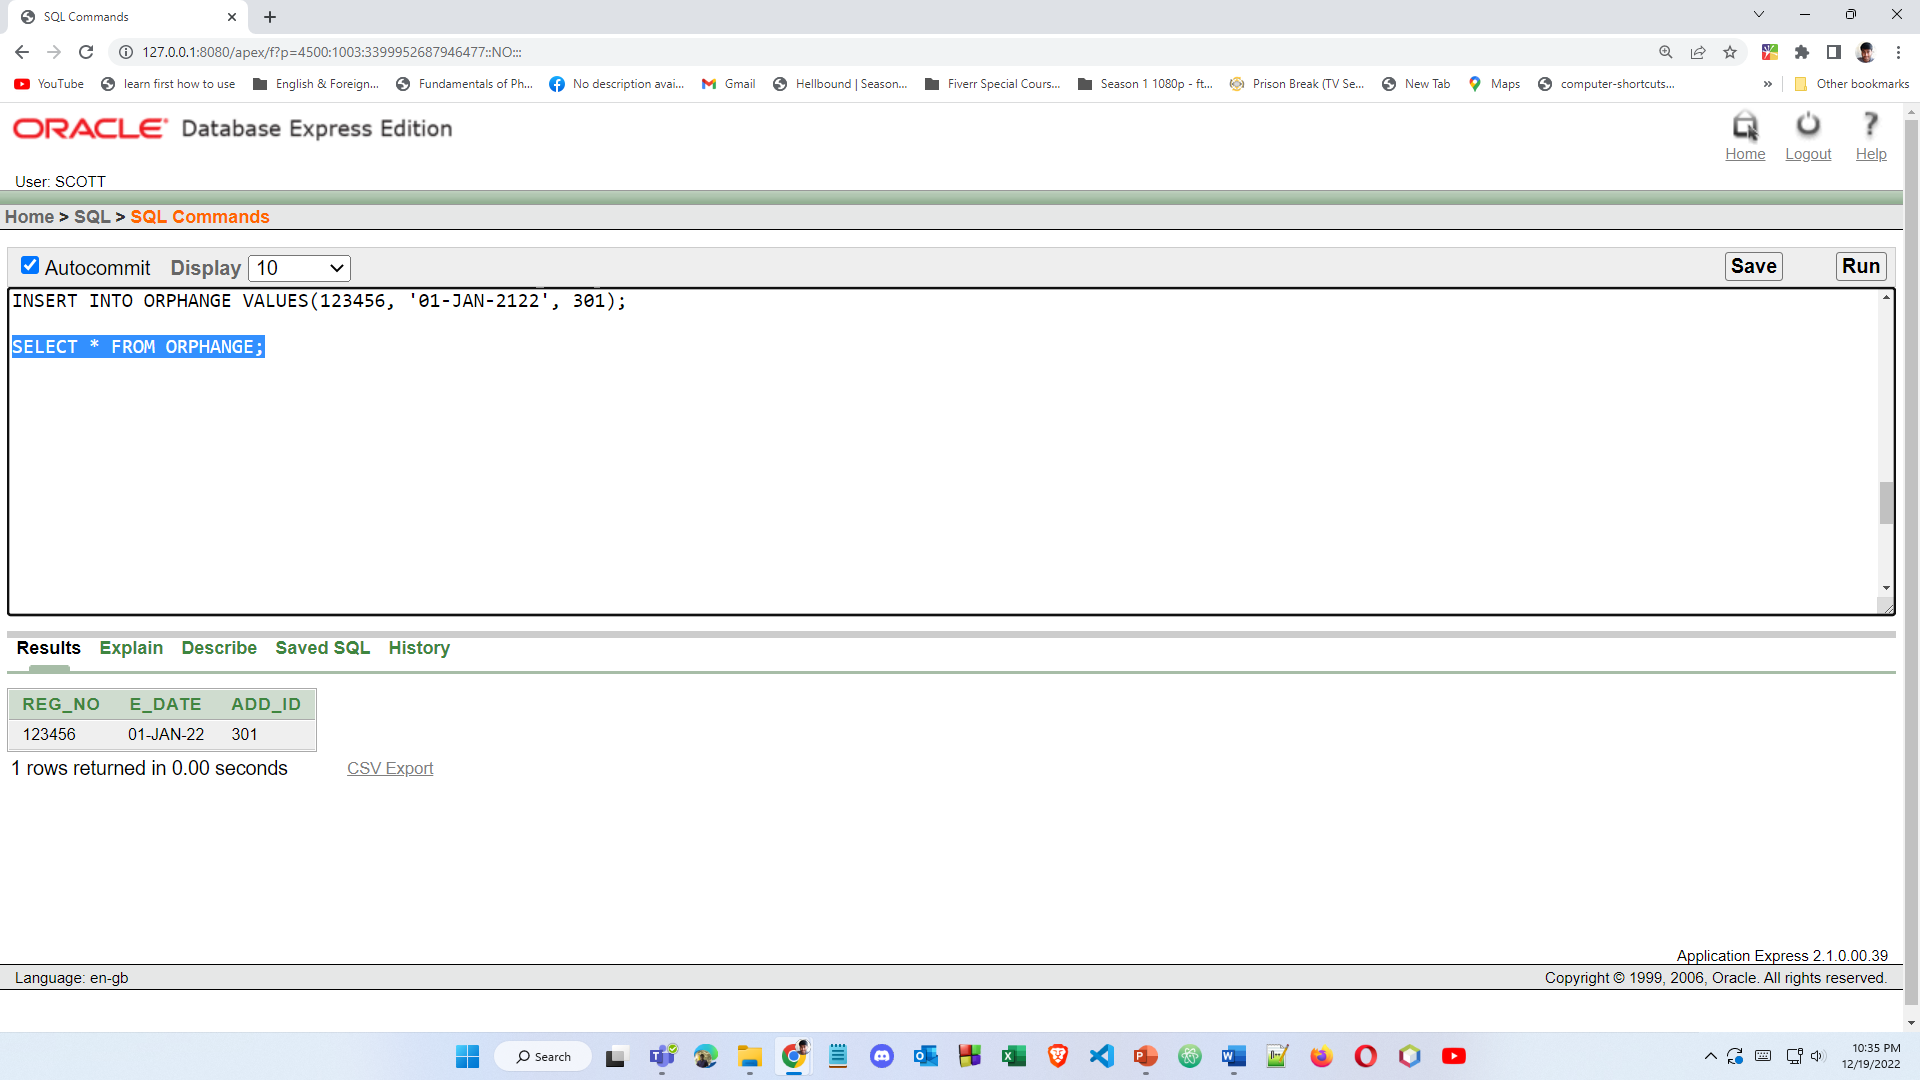 SQL Commands
127.0.0.1:8080/apex/f?p=4500:1003:3399952687946477::NO:::
YouTube learn first how to use English & Foreign... Fundamentals of Ph... No description avai... Gmail Hellbound | Season... Fiverr Special Cours... Season 1 1080p - ft... Prison Break (TV Se... New Tab Maps computer-shortcuts... » Other bookmarks
ORACLE Database Express Edition
Home Logout Help
User: SCOTT
Home > SQL > SQL Commands
Autocommit Display 10 Save Run
INSERT INTO ORPHANGE VALUES(123456, '01-JAN-2122', 301);
SELECT * FROM ORPHANGE;
Results Explain Describe Saved SQL History
REG_NO E_DATE ADD_ID
123456 01-JAN-22 301
1 rows returned in 0.00 seconds CSV Export
Application Express 2.1.0.00.39
Language: en-gb Copyright © 1999, 2006, Oracle. All rights reserved.
Search
10:35 PM
12/19/2022